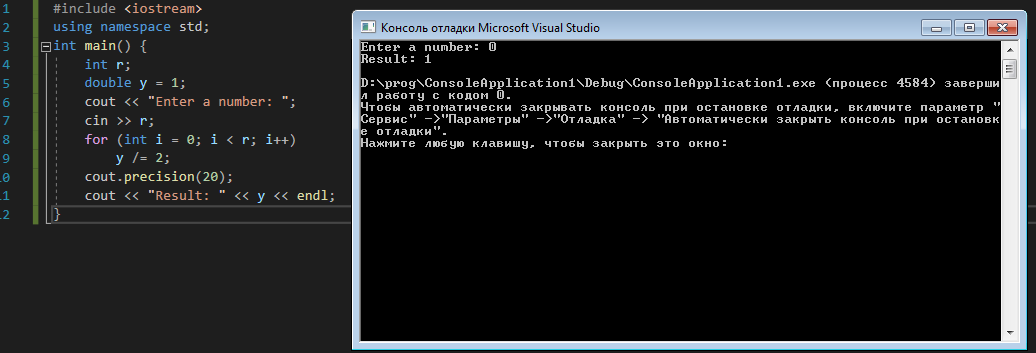 1 #include <iostream>
2 using namespace std;
3 int main() {
4 int r;
5 double y = 1;
6 cout << "Enter a number: ";
7 cin >> r;
8 for (int i = 0; i < r; i++)
9 y /= 2;
10 cout.precision(20);
11 cout << "Result: " << y << endl;
12 }
Консоль отладки Microsoft Visual Studio
Enter a number: 0
Result: 1
D:\prog\ConsoleApplication1\Debug\ConsoleApplication1.exe (процесс 4584) заверши
л работу с кодом 0.
Чтобы автоматически закрывать консоль при остановке отладки, включите параметр "
Сервис" ->"Параметры" ->"Отладка" -> "Автоматически закрыть консоль при остановк
е отладки".
Нажмите любую клавишу, чтобы закрыть это окно: